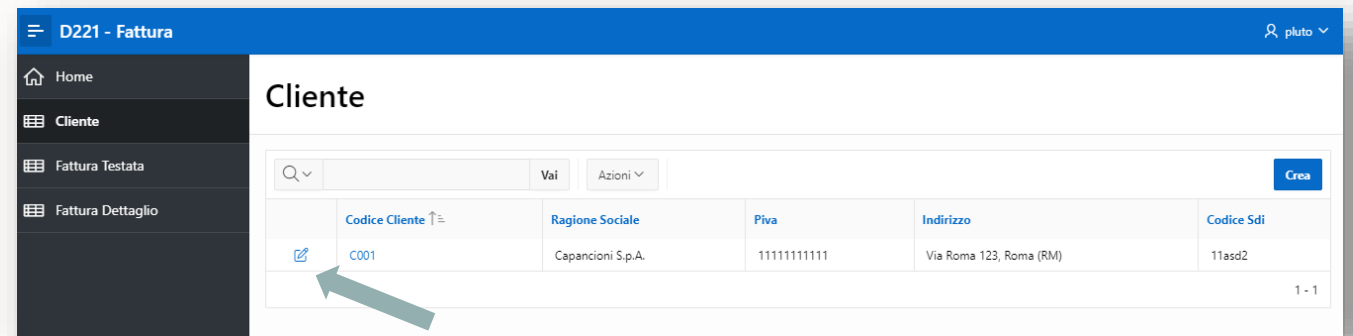 D221 - Fattura
pluto
Home
Cliente
Fattura Testata
Fattura Dettaglio
Cliente
Vai
Azioni
Crea
Codice Cliente Ragione Sociale Piva Indirizzo Codice Sdi
C001 Capancioni S.p.A. 11111111111 Via Roma 123, Roma (RM) 11asd2
1 - 1